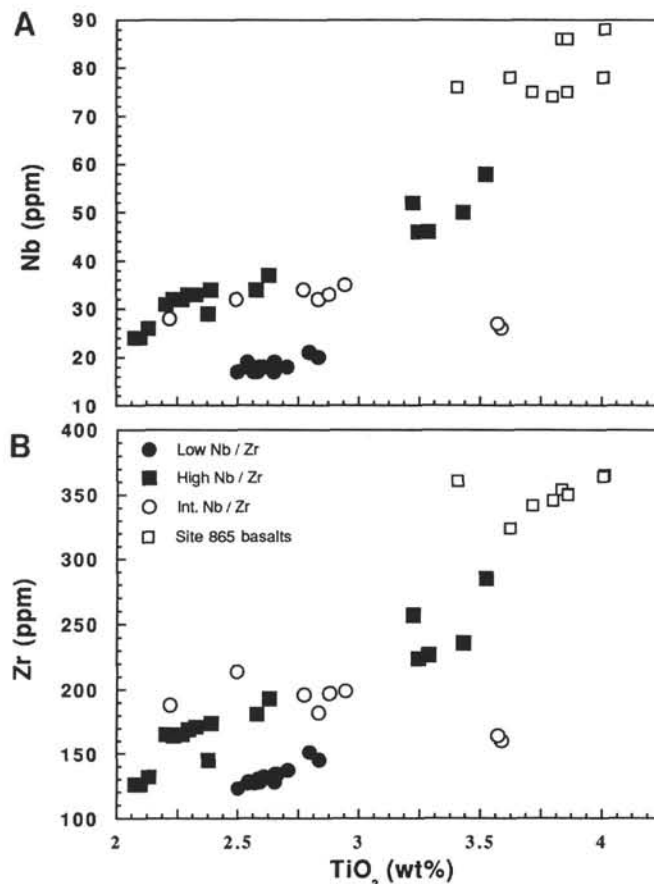 A
90
80
70
60
50
40
30
20
10
Nb (ppm)
B
400
350
300
250
200
150
100
Zr (ppm)
Low Nb / Zr
High Nb / Zr
Int. Nb / Zr
Site 865 basalts
2 2.5 3 3.5 4
TiO2 (wt%)